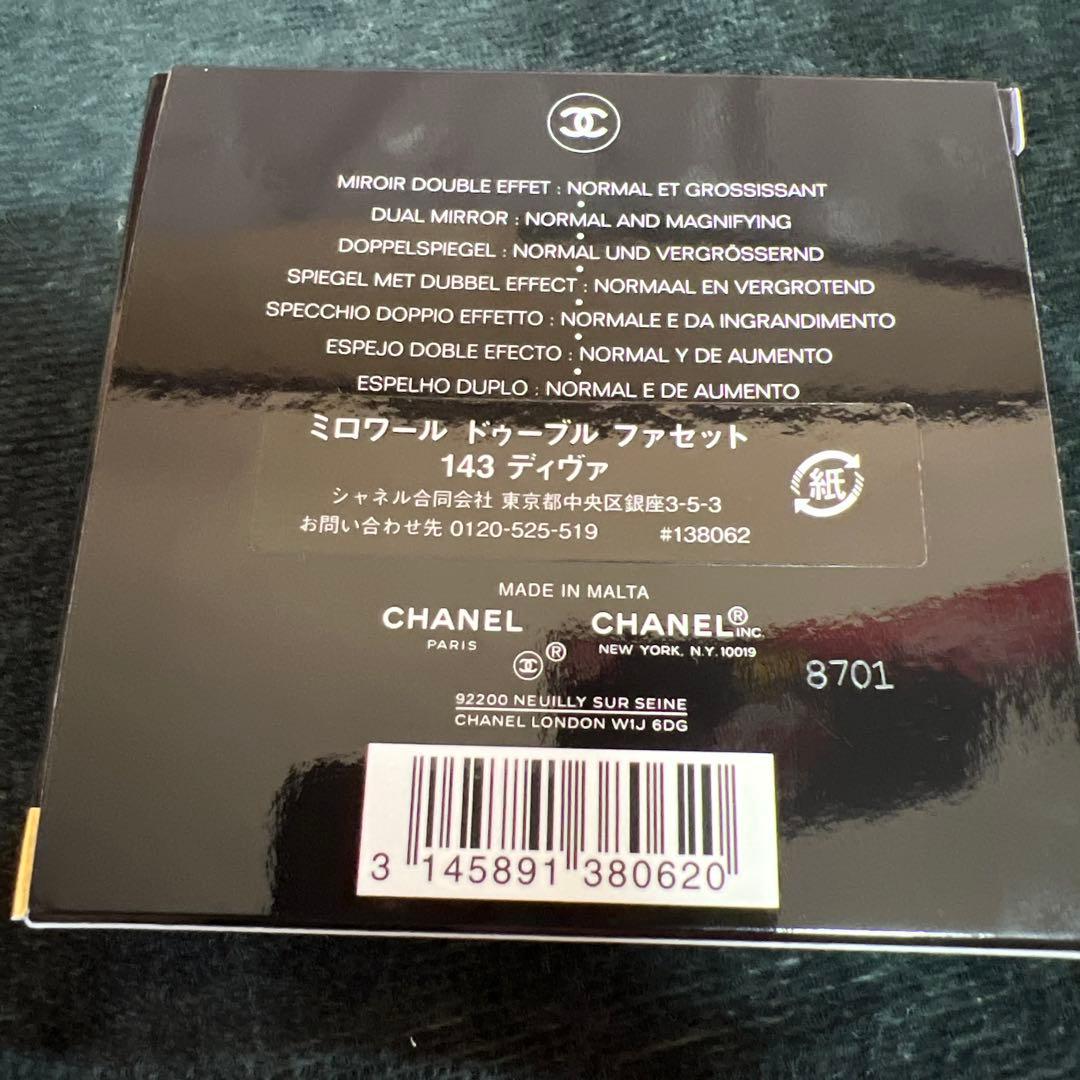 MIROIR DOUBLE EFFET : NORMAL ET GROSSISSANT
DUAL MIRROR : NORMAL AND MAGNIFYING
DOPPELSPIEGEL : NORMAL UND VERGRÖSSERND
SPIEGEL MET DUBBEL EFFECT : NORMAAL EN VERGROTEND
SPECCHIO DOPPIO EFFETTO : NORMALE E DA INGRANDIMENTO
ESPEJO DOBLE EFECTO : NORMAL Y DE AUMENTO
ESPELHO DUPLO : NORMAL E DE AUMENTO
ミロワール ドゥーブル ファセット
143 ディヴァ
紙
シャネル合同会社 東京都中央区銀座3-5-3
お問い合わせ先 0120-525-519 #138062
MADE IN MALTA
CHANEL CHANEL® INC.
PARIS NEW YORK, N.Y. 10019
®
8701
92200 NEUILLY SUR SEINE
CHANEL LONDON W1J 6DG
3 145891 380620